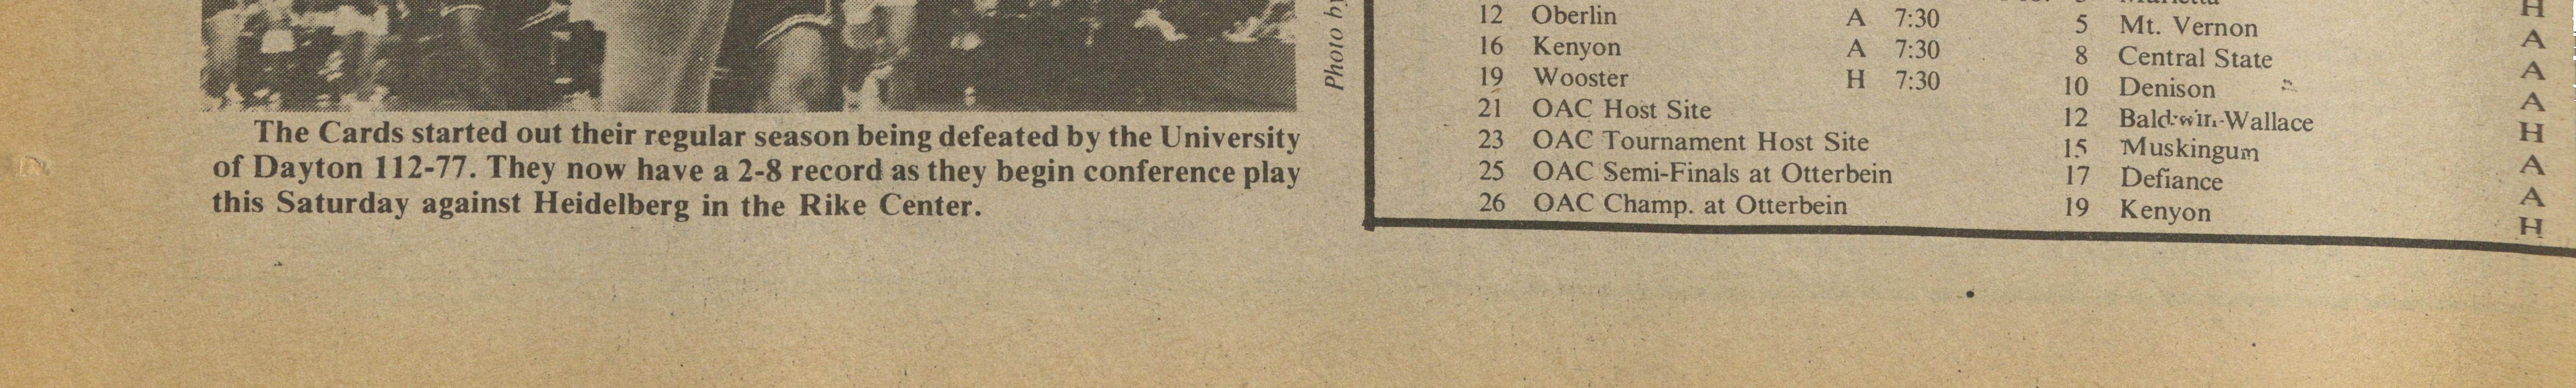 Photo by
The Cards started out their regular season being defeated by the University
of Dayton 112-77. They now have a 2-8 record as they begin conference play
this Saturday against Heidelberg in the Rike Center.
12 Oberlin A 7:30
16 Kenyon A 7:30
19 Wooster H 7:30
21 OAC Host Site
23 OAC Tournament Host Site
25 OAC Semi-Finals at Otterbein
26 OAC Champ. at Otterbein
H
5 Mt. Vernon A
8 Central State A
10 Denison A
12 Baldwin-Wallace H
15 Muskingum A
17 Defiance A
19 Kenyon H